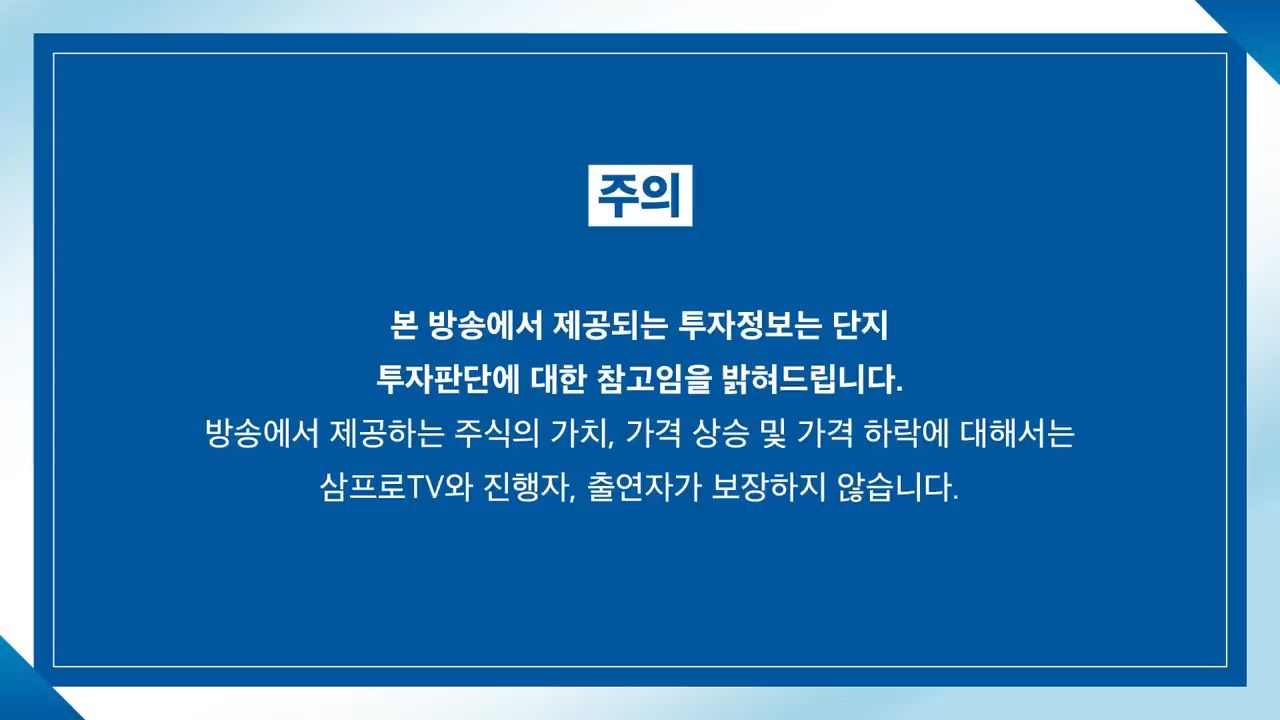 주의
본 방송에서 제공되는 투자정보는 단지
투자판단에 대한 참고임을 밝혀드립니다.
방송에서 제공하는 주식의 가치, 가격 상승 및 가격 하락에 대해서는
삼프로TV와 진행자, 출연자가 보장하지 않습니다.